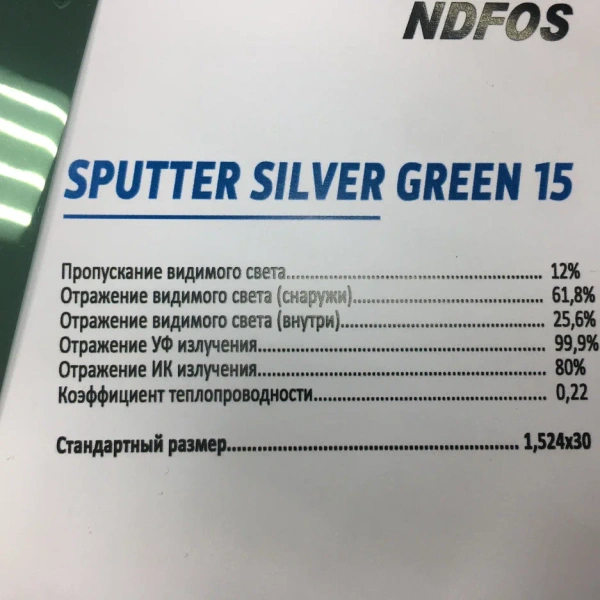 NDFOS
SPUTTER SILVER GREEN 15
Пропускание видимого света........................................ 12%
Отражение видимого света (снаружи)............................ 61,8%
Отражение видимого света (внутри).............................. 25,6%
Отражение УФ излучения............................................ 99,9%
Отражение ИК излучения............................................ 80%
Коэффициент теплопроводности.................................. 0,22
Стандартный размер................................................ 1,524х30